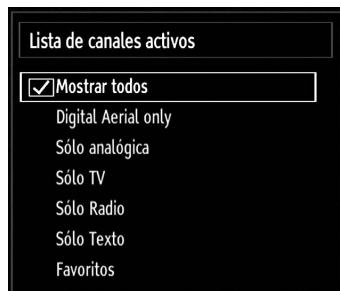 Lista de canales activos
Mostrar todos
Digital Aerial only
Sólo analógica
Sólo TV
Sólo Radio
Sólo Texto
Favoritos